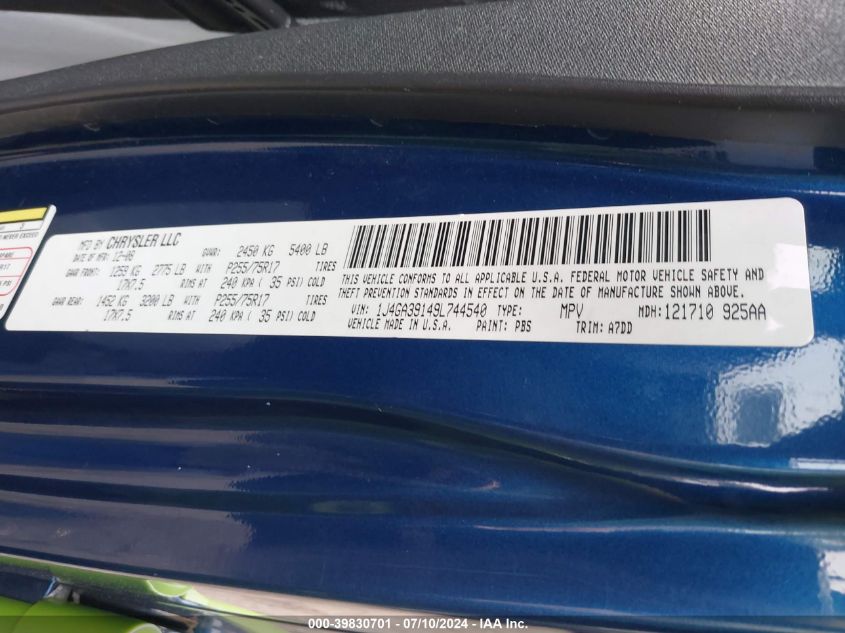 3
MFD BY CHRYSLER LLC
DATE OF MFR: 12-08 GVWR: 2450 KG 5400 LB
GAWR FRONT: 1259 KG 2775 LB WITH P255/75R17 TIRES
17X7.5 RIMS AT 240 KPA ( 35 PSI) COLD
GAWR REAR: 1452 KG 3200 LB WITH P255/75R17 TIRES
17X7.5 RIMS AT 240 KPA ( 35 PSI) COLD
THIS VEHICLE CONFORMS TO ALL APPLICABLE U.S.A. FEDERAL MOTOR VEHICLE SAFETY AND
THEFT PREVENTION STANDARDS IN EFFECT ON THE DATE OF MANUFACTURE SHOWN ABOVE.
VIN: 1J4GA39149L744540 TYPE: MPV MDH:121710 925AA
VEHICLE MADE IN U.S.A. PAINT: PBS TRIM: A7DD
000-39830701 - 07/10/2024 - IAA Inc.